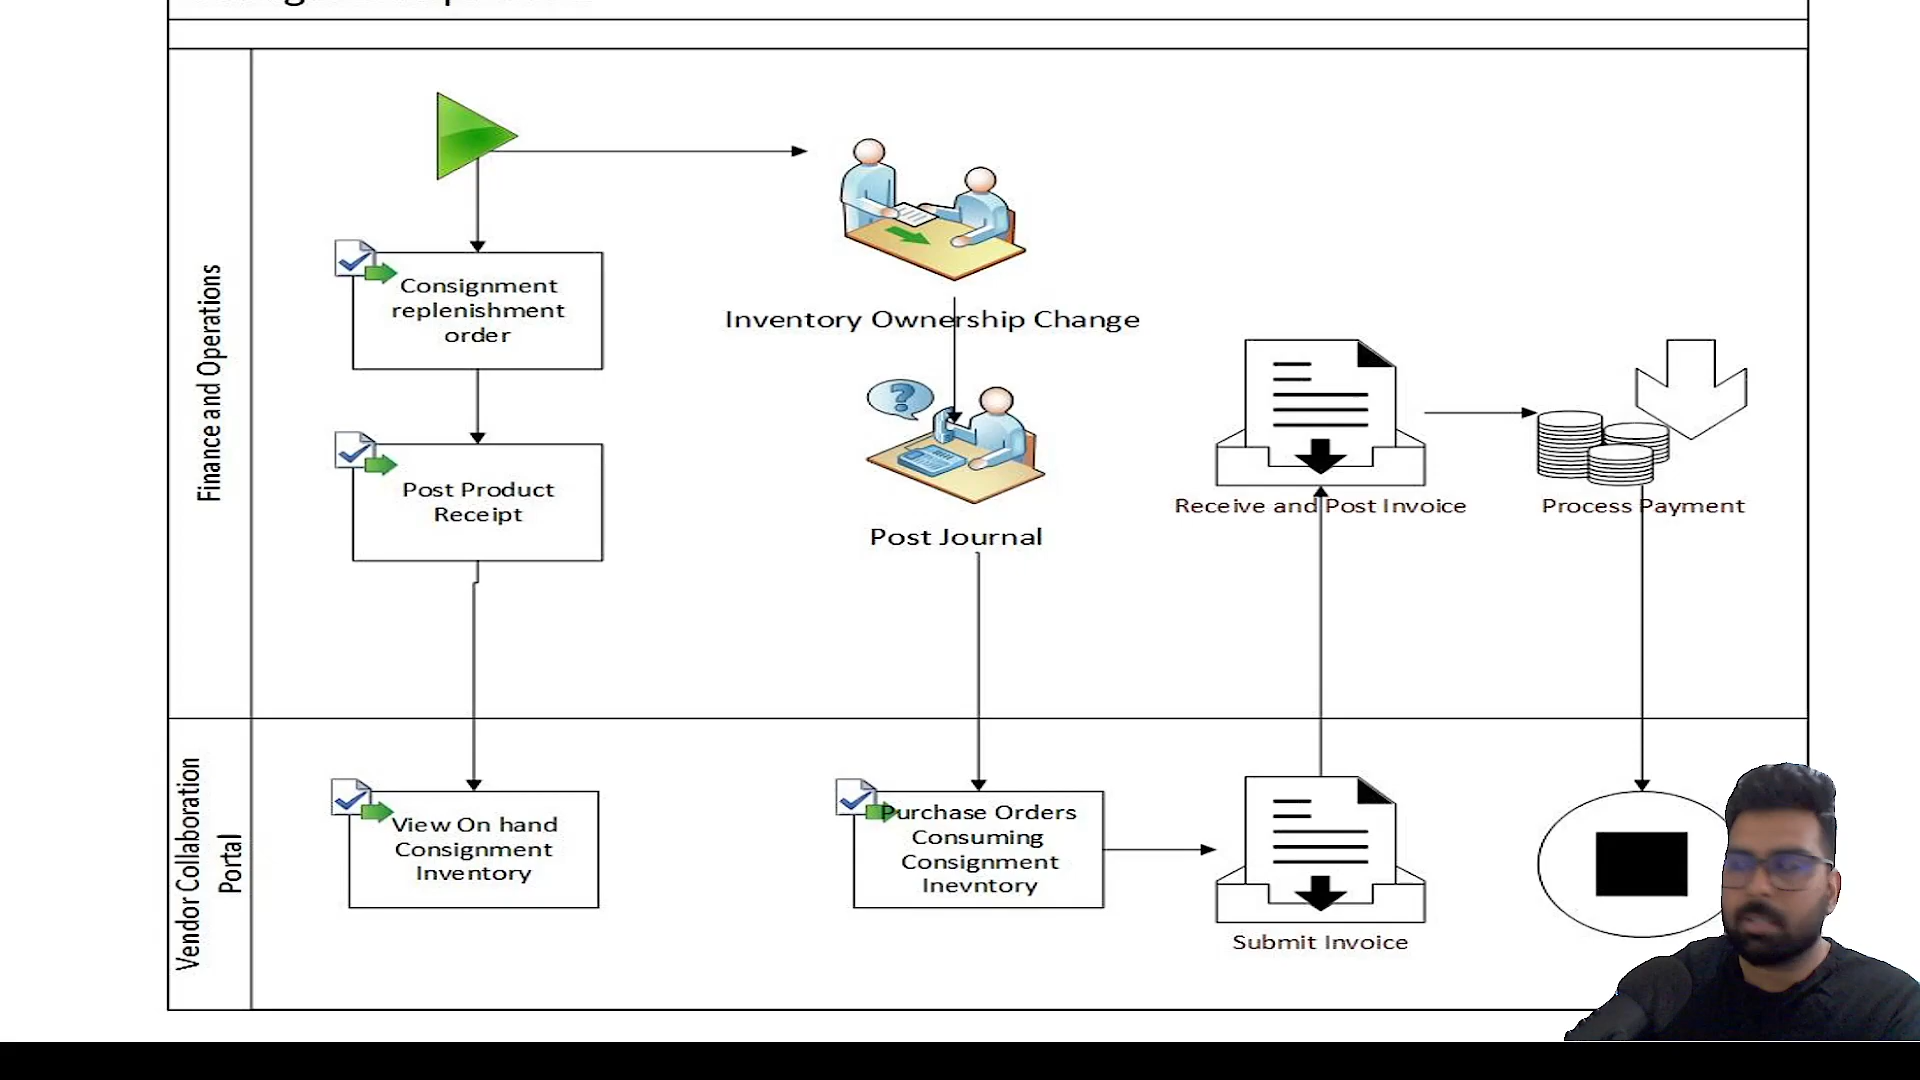 Finance and Operations
Consignment
replenishment
order
Post Product
Receipt
Inventory Ownership Change
Post Journal
Receive and Post Invoice
Process Payment
Vendor Collaboration
Portal
View On hand
Consignment
Inventory
Purchase Orders
Consuming
Consignment
Inevntory
Submit Invoice